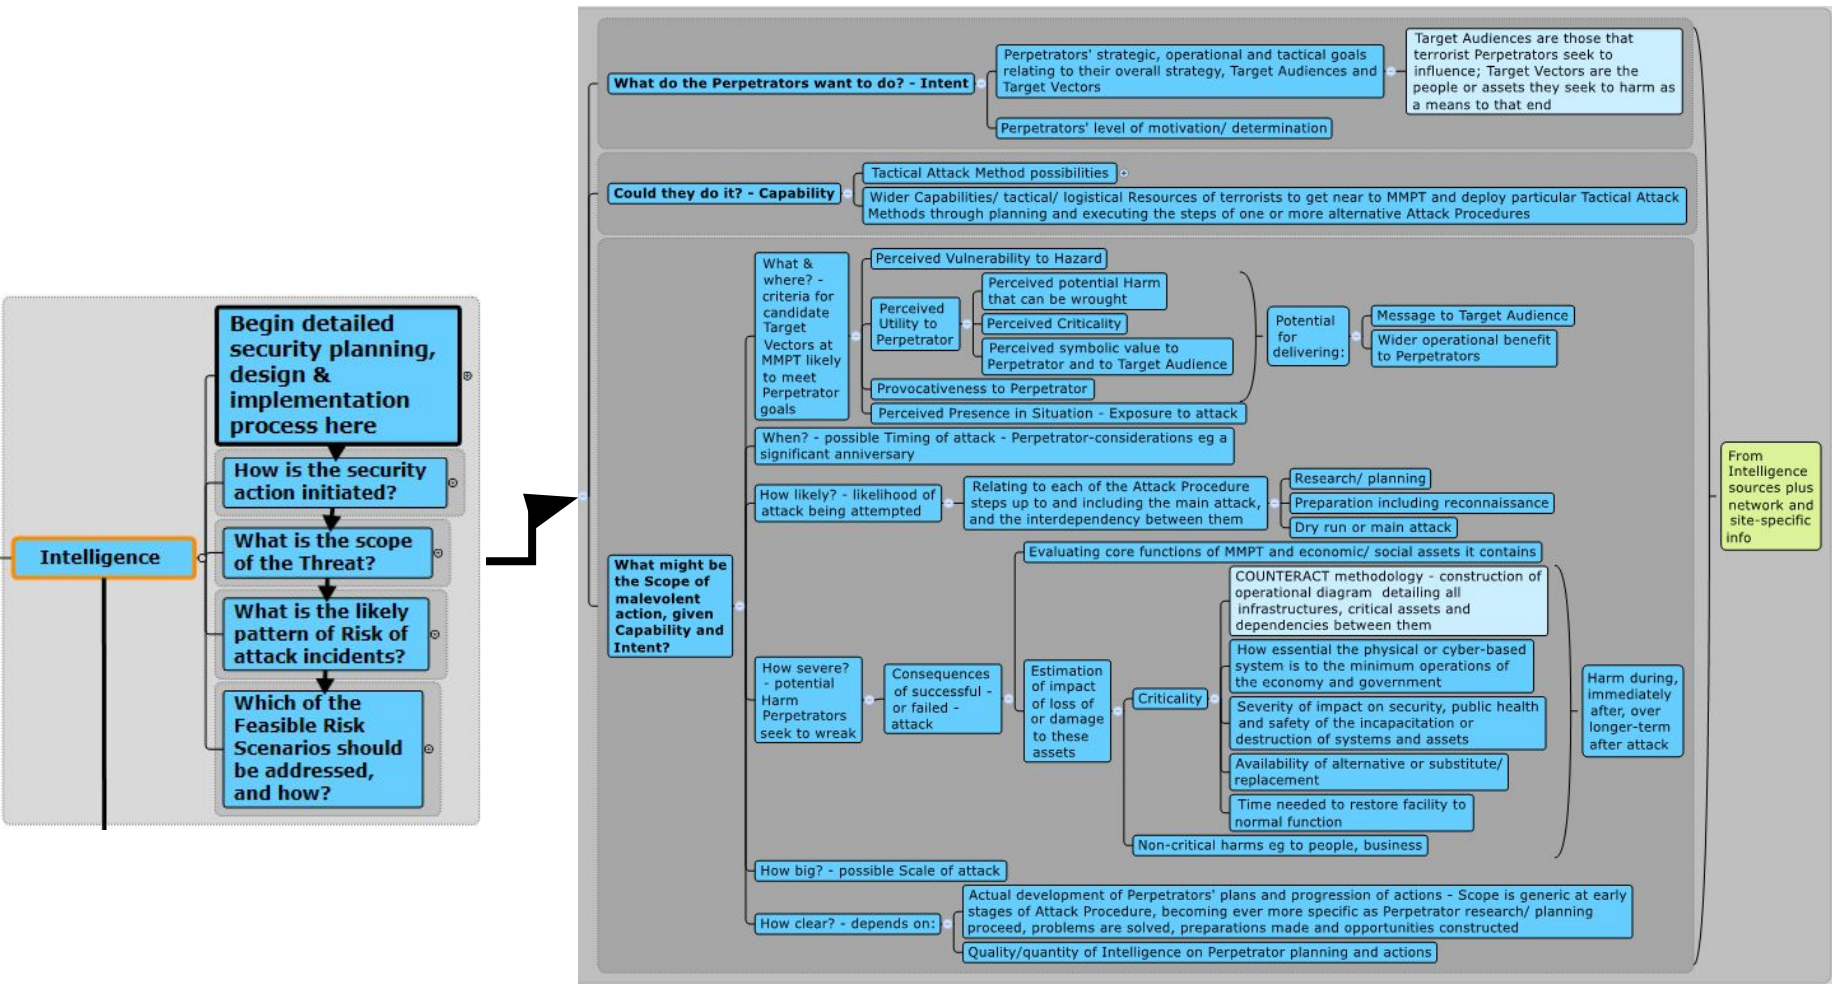 Intelligence
Begin detailed
security planning,
design &
implementation
process here
How is the security
action initiated?
What is the scope
of the Threat?
What is the likely
pattern of Risk of
attack incidents?
Which of the
Feasible Risk
Scenarios should
be addressed,
and how?
What do the Perpetrators want to do? - Intent
Perpetrators' strategic, operational and tactical goals
relating to their overall strategy, Target Audiences and
Target Vectors
Target Audiences are those that
terrorist Perpetrators seek to
influence; Target Vectors are the
people or assets they seek to harm as
a means to that end
Perpetrators' level of motivation/ determination
Could they do it? - Capability
Tactical Attack Method possibilities
Wider Capabilities/ tactical/ logistical Resources of terrorists to get near to MMPT and deploy particular Tactical Attack
Methods through planning and executing the steps of one or more alternative Attack Procedures
What might be
the Scope of
malevolent
action, given
Capability and
Intent?
What &
where? -
criteria for
candidate
Target
Vectors at
MMPT likely
to meet
Perpetrator
goals
Perceived Vulnerability to Hazard
Perceived
Utility to
Perpetrator
Perceived potential Harm
that can be wrought
Perceived Criticality
Perceived symbolic value to
Perpetrator and to Target Audience
Provocativeness to Perpetrator
Perceived Presence in Situation - Exposure to attack
Potential
for
delivering:
Message to Target Audience
Wider operational benefit
to Perpetrators
When? - possible Timing of attack - Perpetrator-considerations eg a
significant anniversary
How likely? - likelihood of
attack being attempted
Relating to each of the Attack Procedure
steps up to and including the main attack,
and the interdependency between them
Research/ planning
Preparation including reconnaissance
Dry run or main attack
How severe?
- potential
Harm
Perpetrators
seek to wreak
Consequences
of successful -
or failed -
attack
Evaluating core functions of MMPT and economic/ social assets it contains
Estimation
of impact
of loss of
or damage
to these
assets
Criticality
COUNTERACT methodology - construction of
operational diagram detailing all
infrastructures, critical assets and
dependencies between them
How essential the physical or cyber-based
system is to the minimum operations of
the economy and government
Severity of impact on security, public health
and safety of the incapacitation or
destruction of systems and assets
Availability of alternative or substitute/
replacement
Time needed to restore facility to
normal function
Non-critical harms eg to people, business
Harm during,
immediately
after, over
longer-term
after attack
How big? - possible Scale of attack
How clear? - depends on:
Actual development of Perpetrators' plans and progression of actions - Scope is generic at early
stages of Attack Procedure, becoming ever more specific as Perpetrator research/ planning
proceed, problems are solved, preparations made and opportunities constructed
Quality/quantity of Intelligence on Perpetrator planning and actions
From
Intelligence
sources plus
network and
site-specific
info